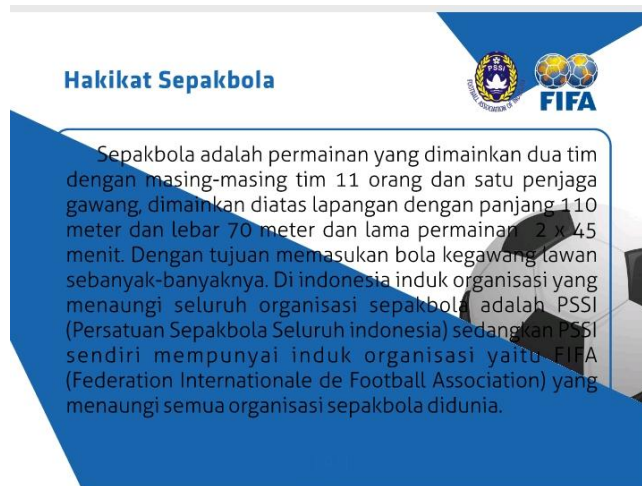 Hakikat Sepakbola
PSSI
FIFA
Sepakbola adalah permainan yang dimainkan dua tim
dengan masing-masing tim 11 orang dan satu penjaga
gawang, dimainkan diatas lapangan dengan panjang 110
meter dan lebar 70 meter dan lama permainan 2 x 45
menit. Dengan tujuan memasukan bola kegawang lawan
sebanyak-banyaknya. Di indonesia induk organisasi yang
menaungi seluruh organisasi sepakbola adalah PSSI
(Persatuan Sepakbola Seluruh indonesia) sedangkan PSSI
sendiri mempunyai induk organisasi yaitu FIFA
(Federation Internationale de Football Association) yang
menaungi semua organisasi sepakbola didunia.